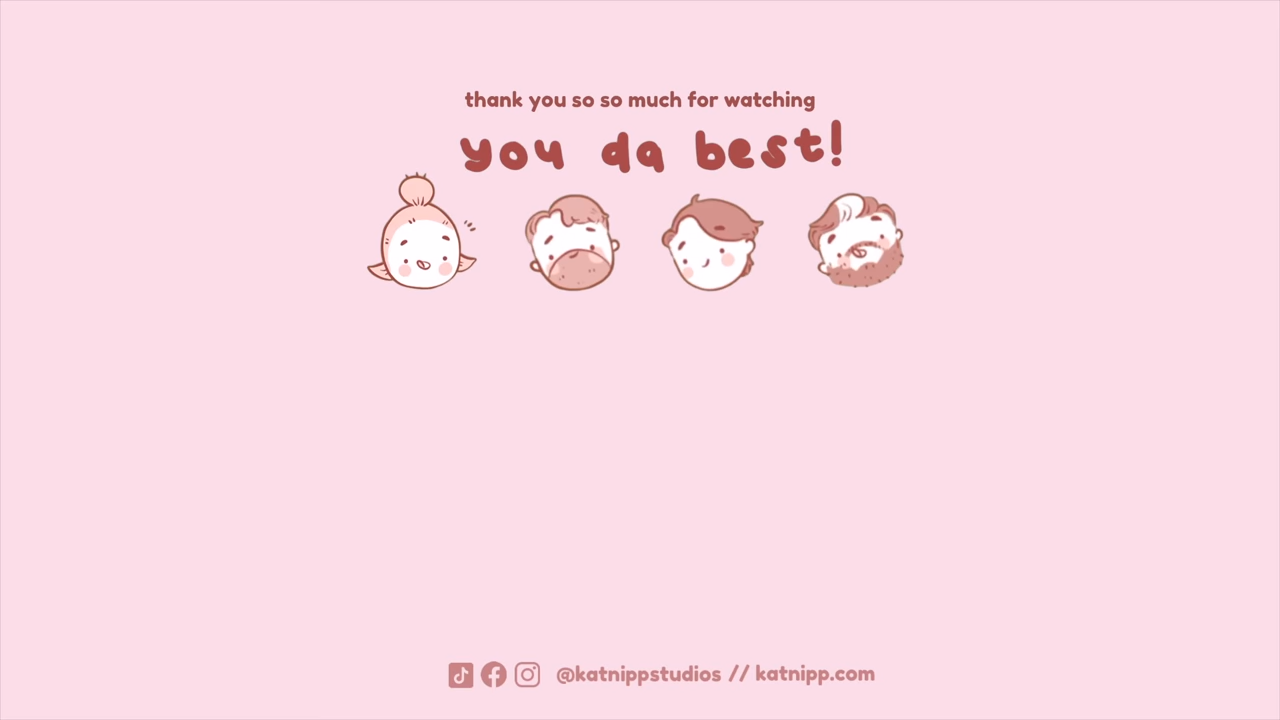 thank you so so much for watching
you da best!
@katnippstudios // katnipp.com